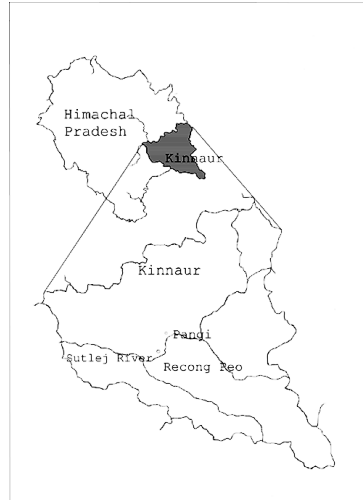 Himachal
Pradesh
Kinnaur
Kinnaur
Pangi
Sutlej River
Recong Peo